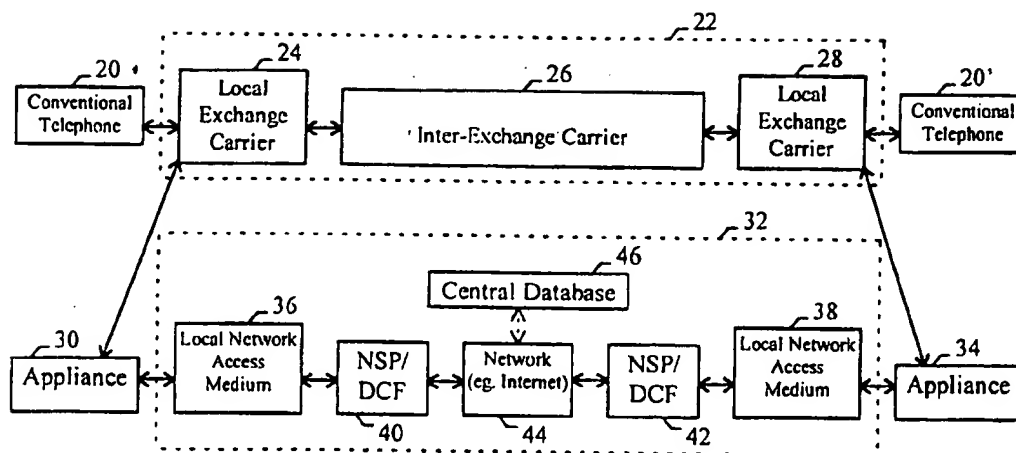 22
24
28
20
26
20'
Conventional
Telephone
Local
Exchange
Carrier
Inter-Exchange Carrier
Local
Exchange
Carrier
Conventional
Telephone
32
46
Central Database
36
38
30
Local Network
Access
Medium
Local Network
Access
Medium
34
Appliance
NSP/
DCF
Network
(eg. Internet)
NSP/
DCF
Appliance
40
44
42